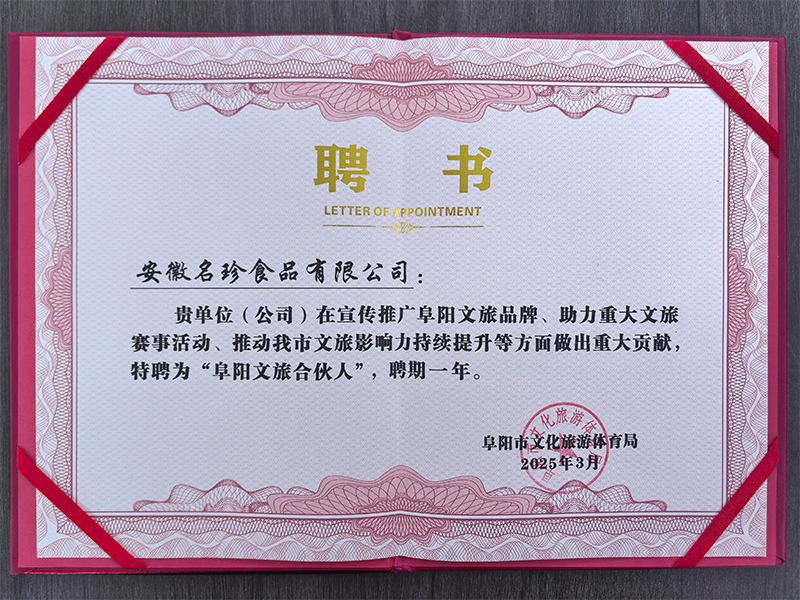 聘 书
LETTER OF APPOINTMENT
安徽名珍食品有限公司：
贵单位（公司）在宣传推广阜阳文旅品牌、助力重大文旅
赛事活动、推动我市文旅影响力持续提升等方面做出重大贡献，
特聘为“阜阳文旅合伙人”，聘期一年。
阜阳市文化旅游体育局
2025年3月